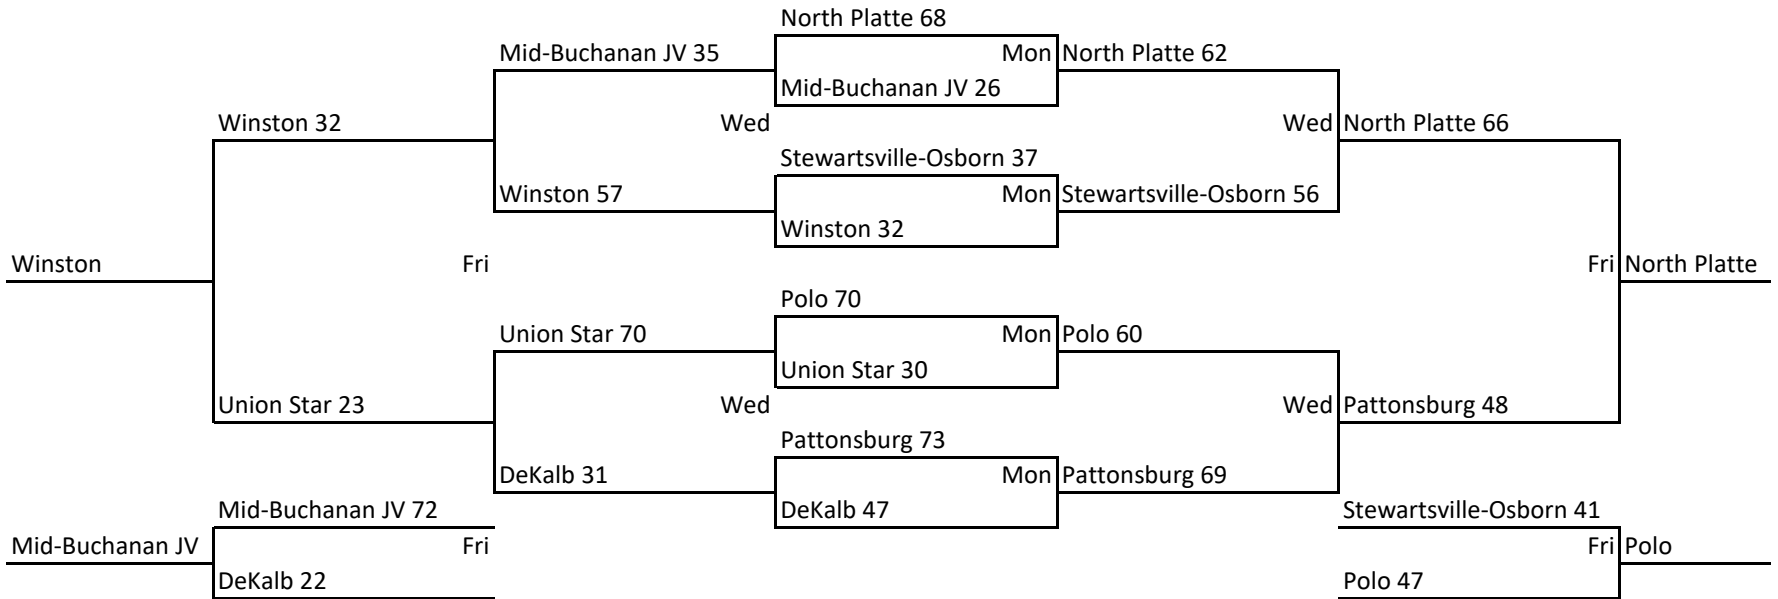 North Platte 68
Mid-Buchanan JV 35
Mon
North Platte 62
Mid-Buchanan JV 26
Winston 32
Wed
Wed
North Platte 66
Stewartsville-Osborn 37
Winston 57
Mon
Stewartsville-Osborn 56
Winston 32
Winston
Fri
Fri
North Platte
Polo 70
Union Star 70
Mon
Polo 60
Union Star 30
Union Star 23
Wed
Wed
Pattonsburg 48
Pattonsburg 73
DeKalb 31
Mon
Pattonsburg 69
Mid-Buchanan JV 72
DeKalb 47
Stewartsville-Osborn 41
Mid-Buchanan JV
Fri
Fri
Polo
DeKalb 22
Polo 47